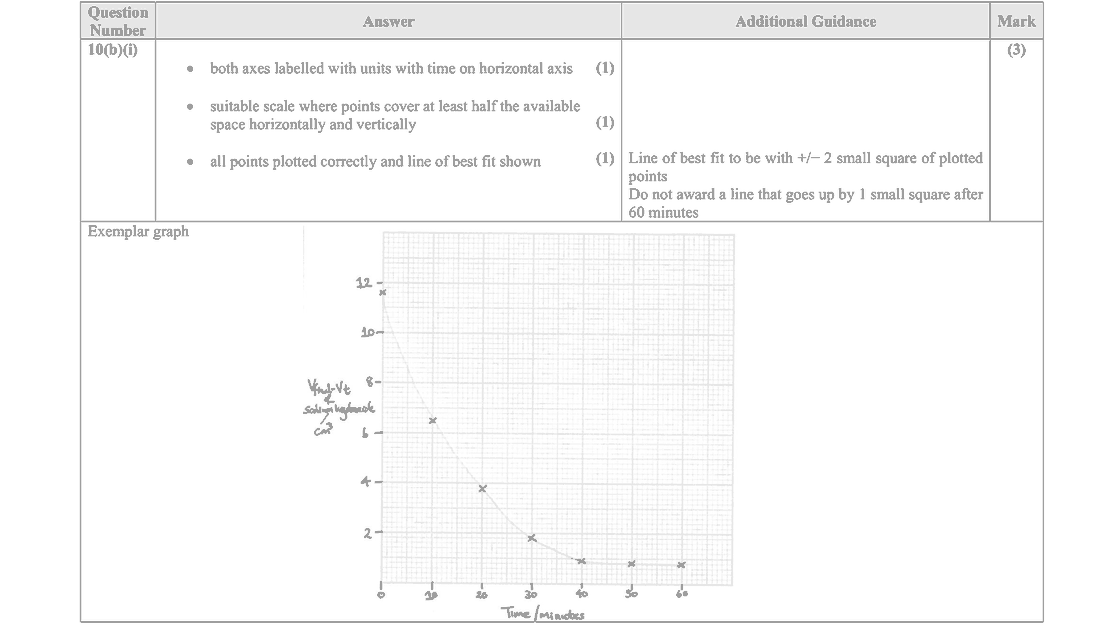 Question Number
Answer
Additional Guidance
Mark
10(b)(i)
(3)
• both axes labelled with units with time on horizontal axis (1)
• suitable scale where points cover at least half the available
space horizontally and vertically (1)
• all points plotted correctly and line of best fit shown (1)
Line of best fit to be with +/− 2 small square of plotted
points
Do not award a line that goes up by 1 small square after
60 minutes
Exemplar graph
12
10
8
6
4
2
cm³
0 10 20 30 40 50 60
Time / minutes